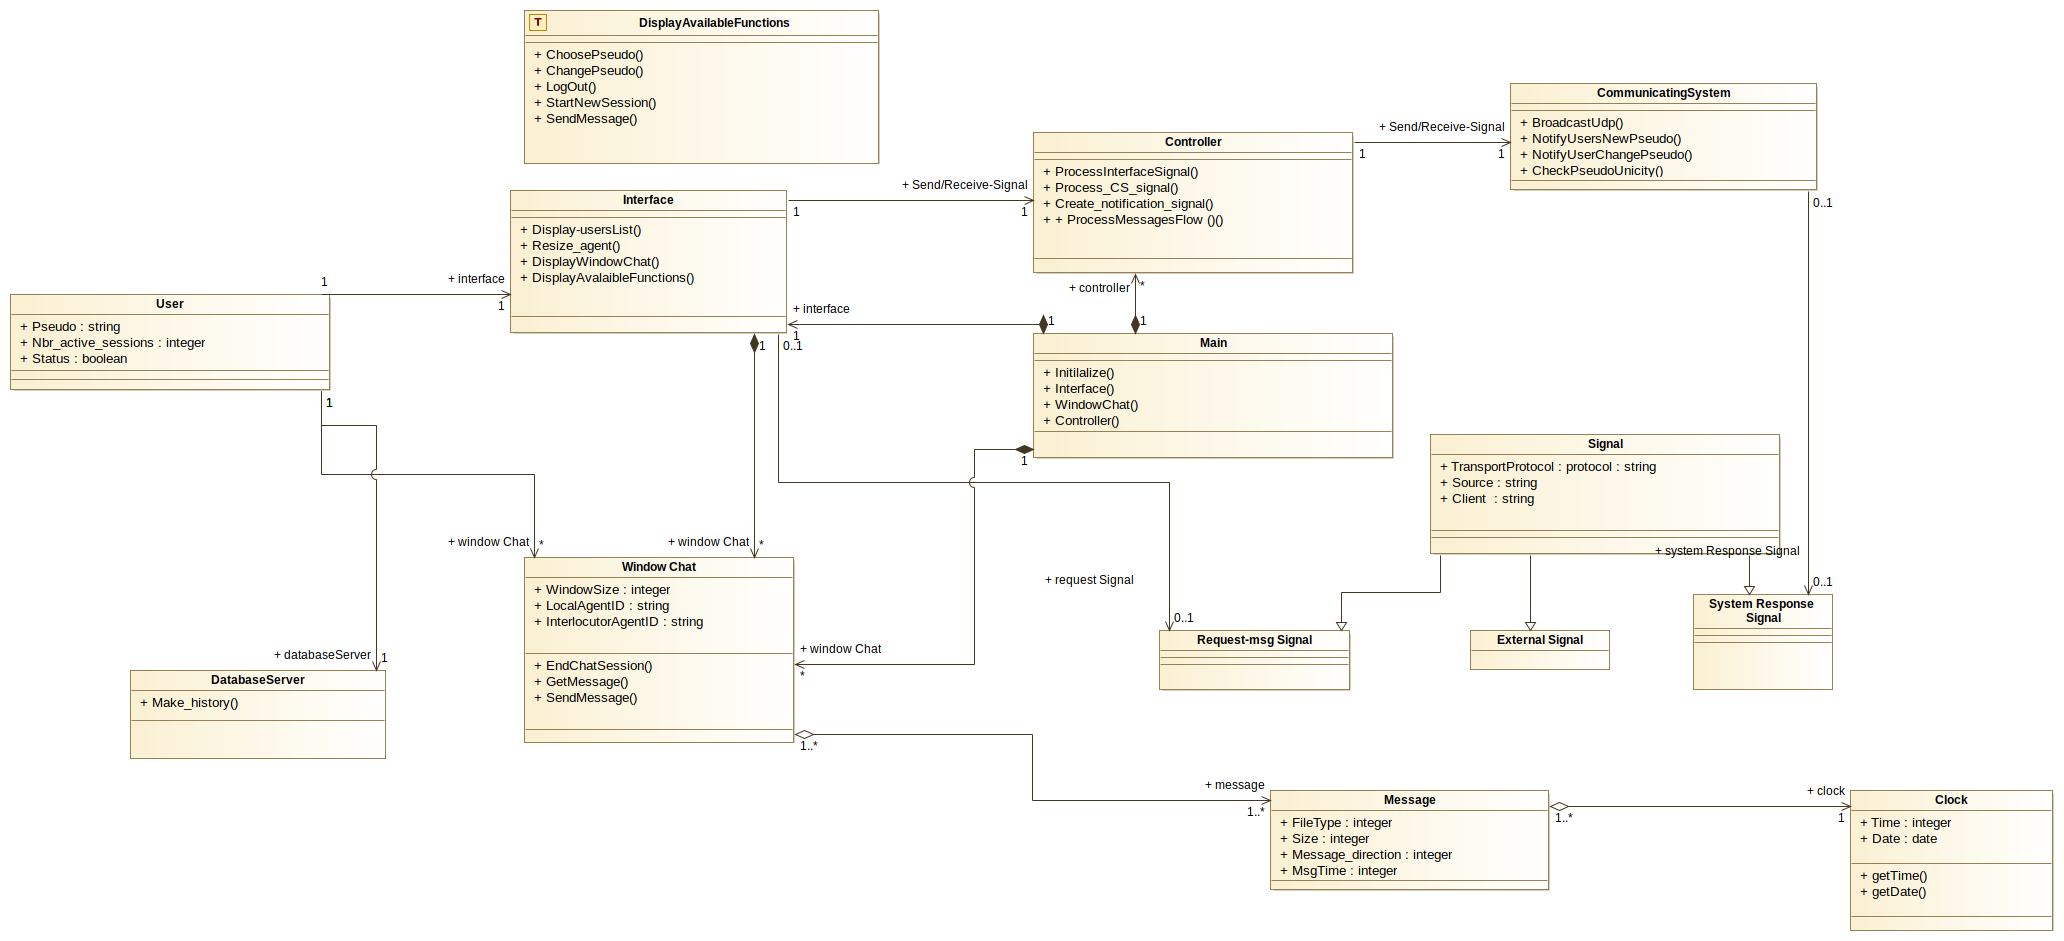 T
DisplayAvailableFunctions
+ ChoosePseudo()
+ ChangePseudo()
+ LogOut()
+ StartNewSession()
+ SendMessage()
CommunicatingSystem
+ BroadcastUdp()
+ NotifyUsersNewPseudo()
+ NotifyUserChangePseudo()
+ CheckPseudoUnicity()
+ Send/Receive-Signal
1
1
0..1
Controller
+ ProcessInterfaceSignal()
+ Process_CS_signal()
+ Create_notification_signal()
+ + ProcessMessagesFlow ()()
+ Send/Receive-Signal
1
1
Interface
+ Display-usersList()
+ Resize_agent()
+ DisplayWindowChat()
+ DisplayAvalaibleFunctions()
1
+ interface
1
User
+ Pseudo : string
+ Nbr_active_sessions : integer
+ Status : boolean
1
+ controller
*
+ interface
1
1
1
1
0..1
Main
+ Initilalize()
+ Interface()
+ WindowChat()
+ Controller()
1
Signal
+ TransportProtocol : protocol : string
+ Source : string
+ Client  : string
+ system Response Signal
0..1
+ window Chat
*
+ window Chat
*
Window Chat
+ WindowSize : integer
+ LocalAgentID : string
+ InterlocutorAgentID : string
+ EndChatSession()
+ GetMessage()
+ SendMessage()
+ window Chat
*
1..*
+ request Signal
0..1
Request-msg Signal
External Signal
System Response
Signal
+ databaseServer
1
DatabaseServer
+ Make_history()
+ message
1..*
Message
+ FileType : integer
+ Size : integer
+ Message_direction : integer
+ MsgTime : integer
1..*
+ clock
1
Clock
+ Time : integer
+ Date : date
+ getTime()
+ getDate()